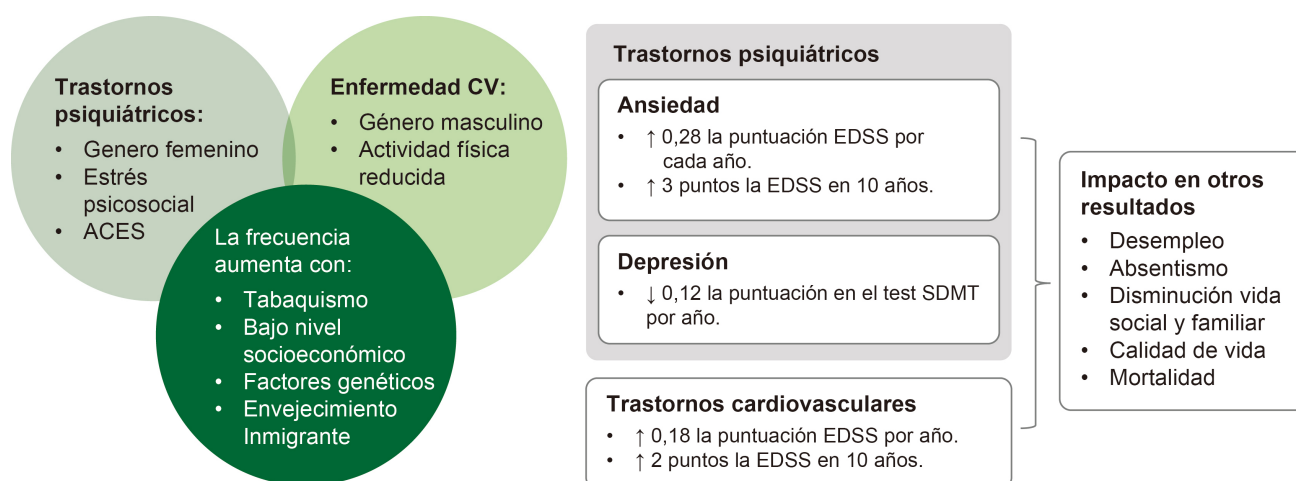 Trastornos
psiquiátricos:
• Genero femenino
• Estrés
psicosocial
• ACES
Enfermedad CV:
• Género masculino
• Actividad física
reducida
La frecuencia
aumenta con:
• Tabaquismo
• Bajo nivel
socioeconómico
• Factores genéticos
• Envejecimiento
Inmigrante
Trastornos psiquiátricos
Ansiedad
• ↑ 0,28 la puntuación EDSS por
cada año.
• ↑ 3 puntos la EDSS en 10 años.
Depresión
• ↓ 0,12 la puntuación en el test SDMT
por año.
Trastornos cardiovasculares
• ↑ 0,18 la puntuación EDSS por año.
• ↑ 2 puntos la EDSS en 10 años.
Impacto en otros
resultados
• Desempleo
• Absentismo
• Disminución vida
social y familiar
• Calidad de vida
• Mortalidad